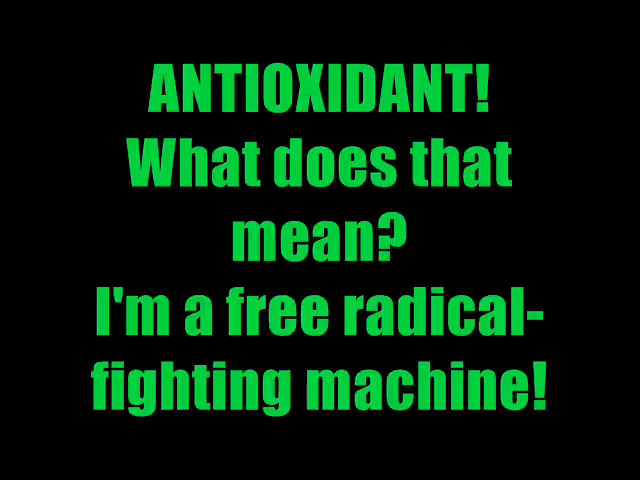 ANTIOXIDANT!
What does that
mean?
I'm a free radical-
fighting machine!